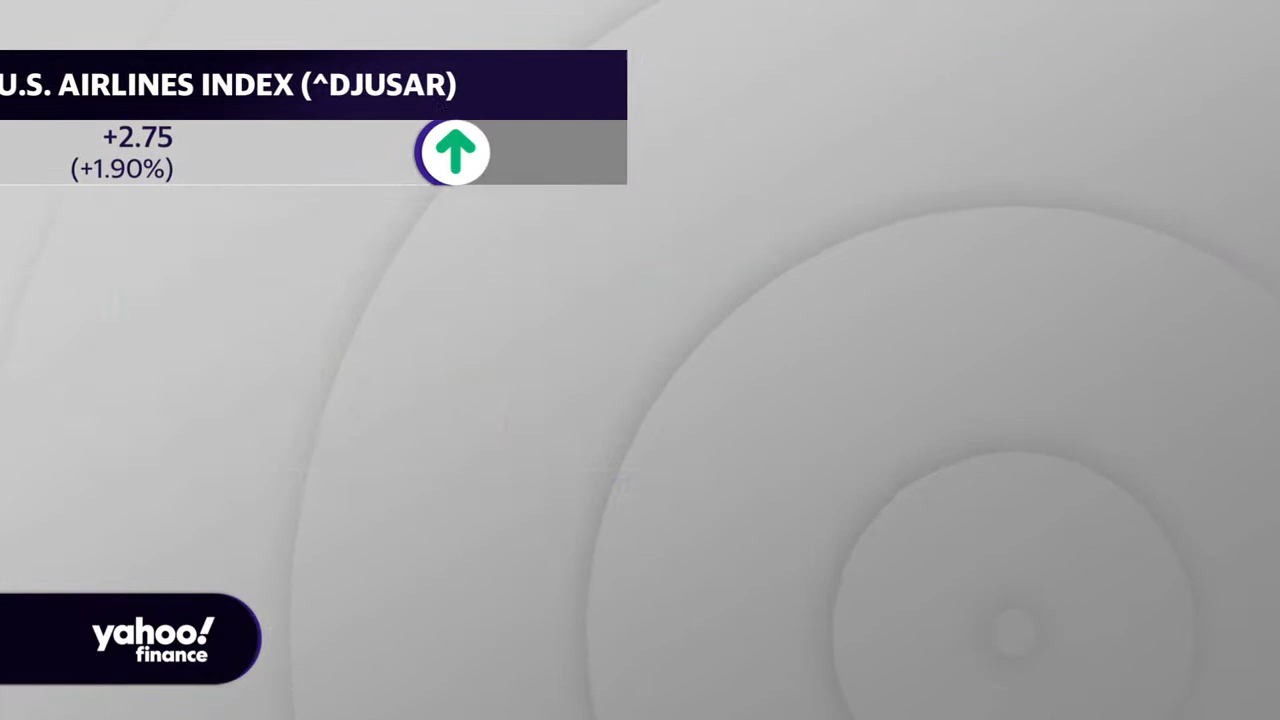 U.S. AIRLINES INDEX (^DJUSAR)
+2.75
(+1.90%)
yahoo!
finance